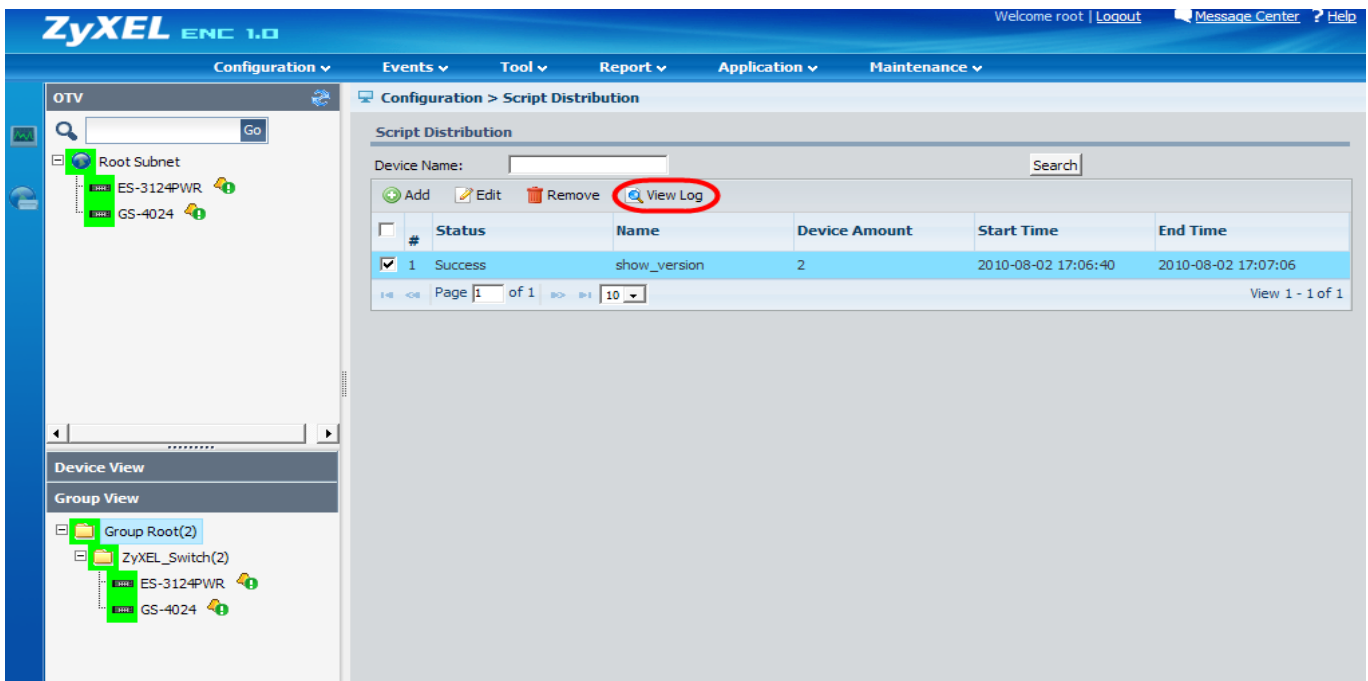 Welcome root | Logout Message Center ? Help
ZyXEL ENC 1.0
Configuration Events Tool Report Application Maintenance
OTV
Go
Root Subnet
ES-3124PWR
GS-4024
Device View
Group View
Group Root(2)
ZyXEL_Switch(2)
ES-3124PWR
GS-4024
Configuration > Script Distribution
Script Distribution
Device Name: Search
Add Edit Remove View Log
# Status Name Device Amount Start Time End Time
1 Success show_version 2 2010-08-02 17:06:40 2010-08-02 17:07:06
Page 1 of 1 10 View 1 - 1 of 1